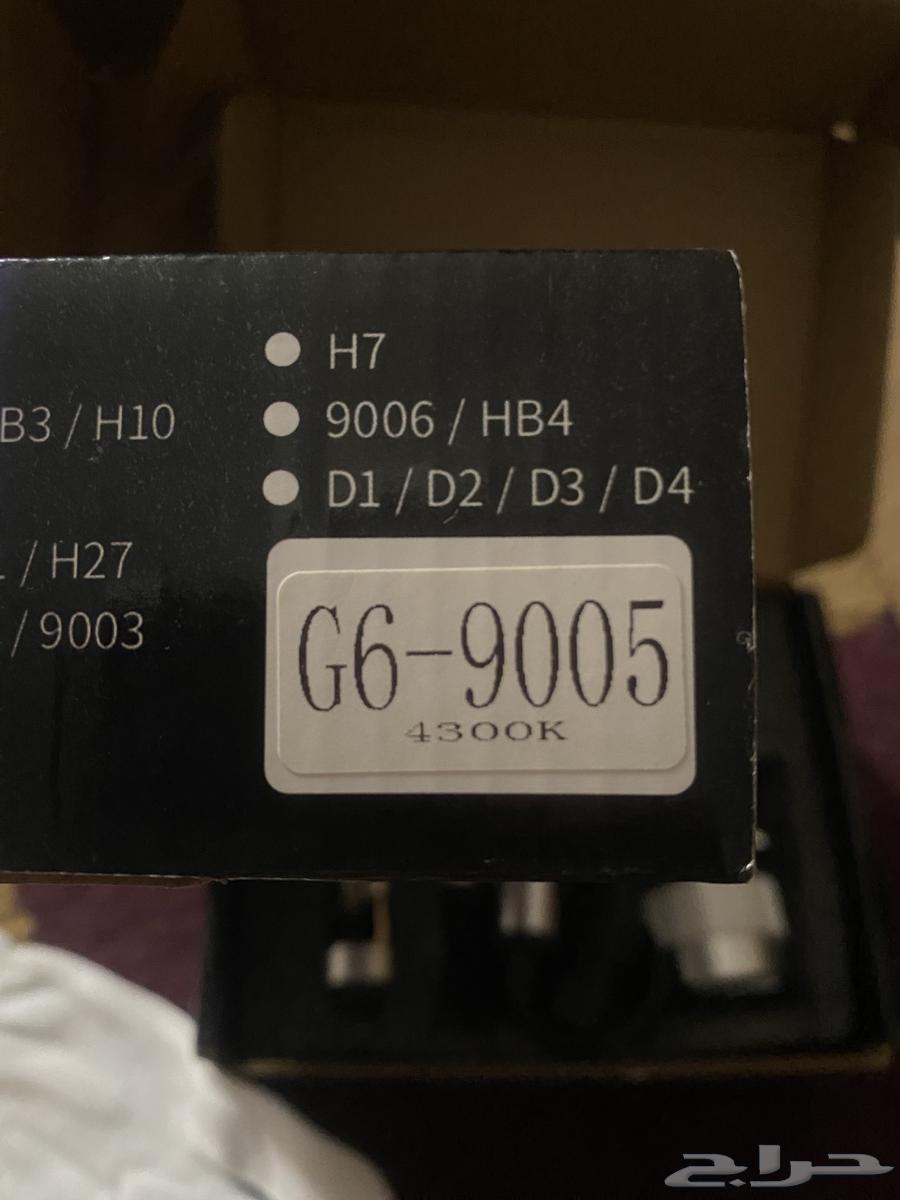 H7
B3 / H10
9006 / HB4
D1 / D2 / D3 / D4
/ H27
/ 9003
G6-9005
4300K
حراج